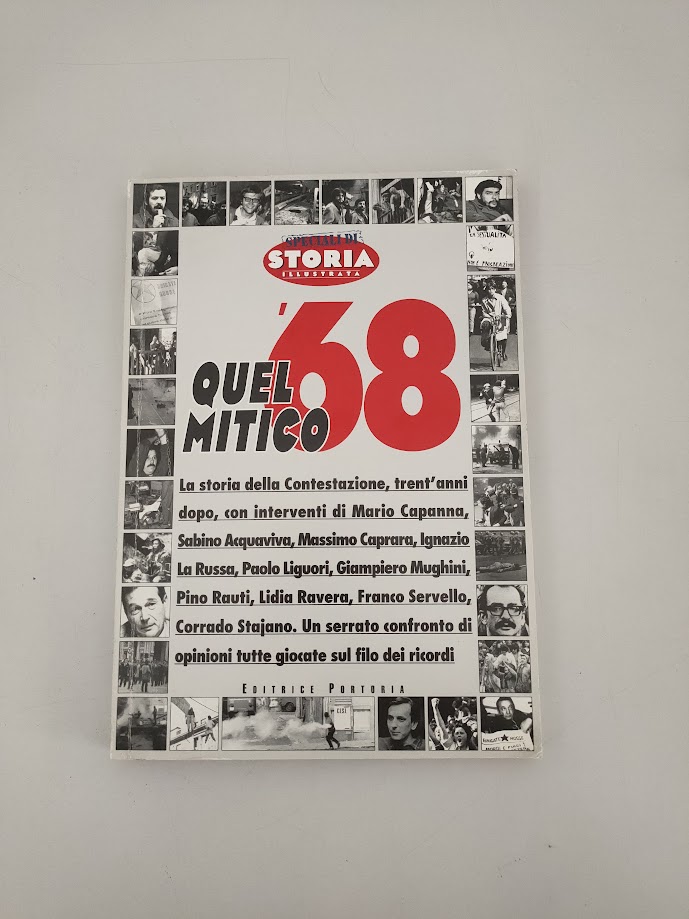 SPECIALI DI
STORIA
ILLUSTRATA
'68
QUEL
MITICO
La storia della Contestazione, trent'anni
dopo, con interventi di Mario Capanna,
Sabino Acquaviva, Massimo Caprara, Ignazio
La Russa, Paolo Liguori, Giampiero Mughini,
Pino Rauti, Lidia Ravera, Franco Servello,
Corrado Stajano. Un serrato confronto di
opinioni tutte giocate sul filo dei ricordi
EDITRICE PORTORIA